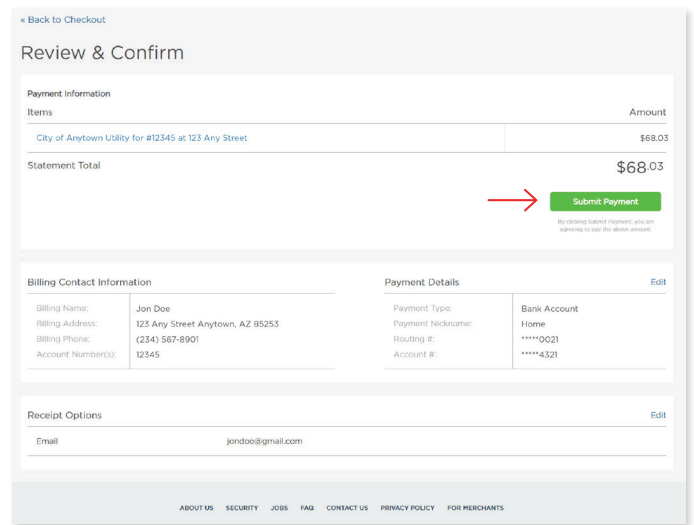 « Back to Checkout
Review & Confirm
Payment Information
Items Amount
City of Anytown Utility for #12345 at 123 Any Street $68.03
Statement Total $68.03
Submit Payment
By clicking Submit Payment, you are
agreeing to pay the above amount.
Billing Contact Information
Billing Name: Jon Doe
Billing Address: 123 Any Street Anytown, AZ 85253
Billing Phone: (234) 567-8901
Account Number(s): 12345
Payment Details Edit
Payment Type: Bank Account
Payment Nickname: Home
Routing #: *****0021
Account #: *****4321
Receipt Options Edit
Email jondoe@gmail.com
ABOUT US SECURITY JOBS FAQ CONTACT US PRIVACY POLICY FOR MERCHANTS